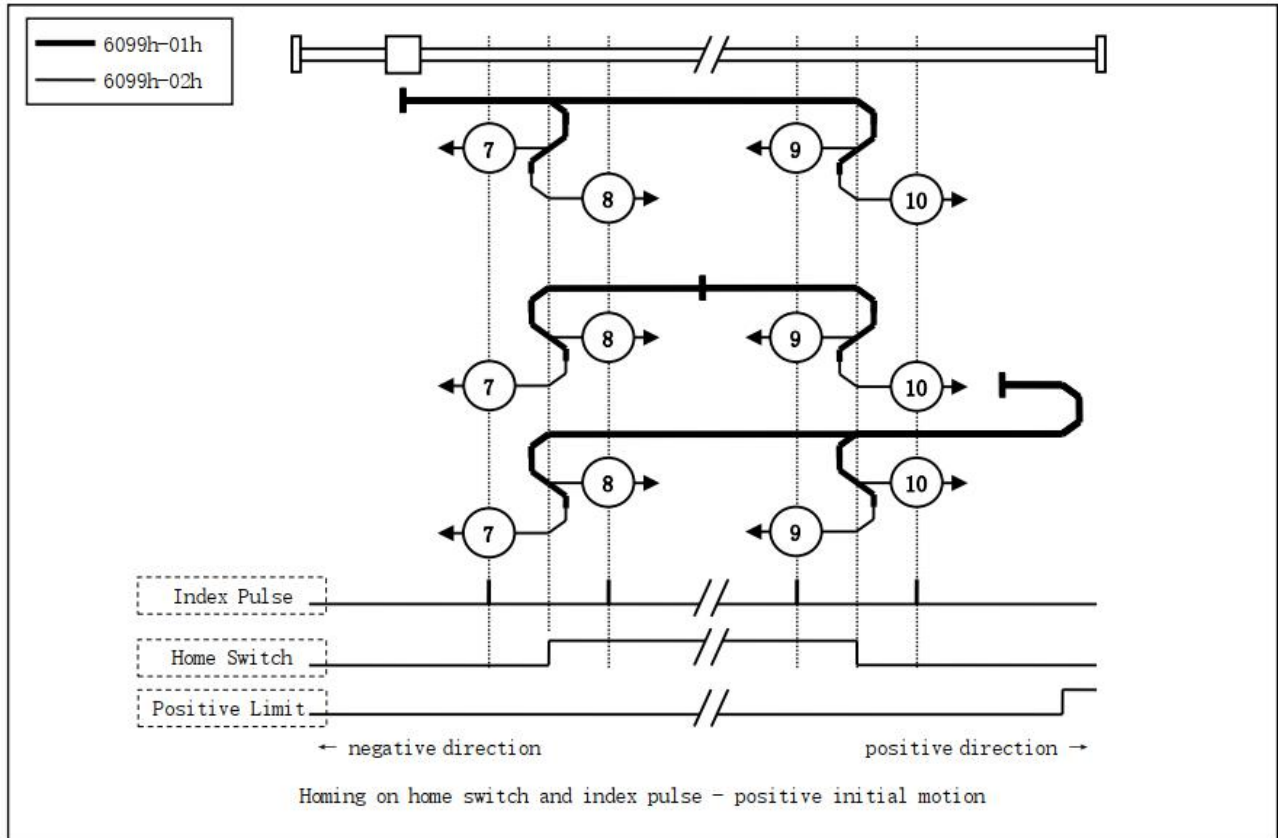 6099h-01h
6099h-02h
7
9
8
10
8
9
7
10
8
10
7
9
Index Pulse
Home Switch
Positive Limit
← negative direction
positive direction →
Homing on home switch and index pulse - positive initial motion